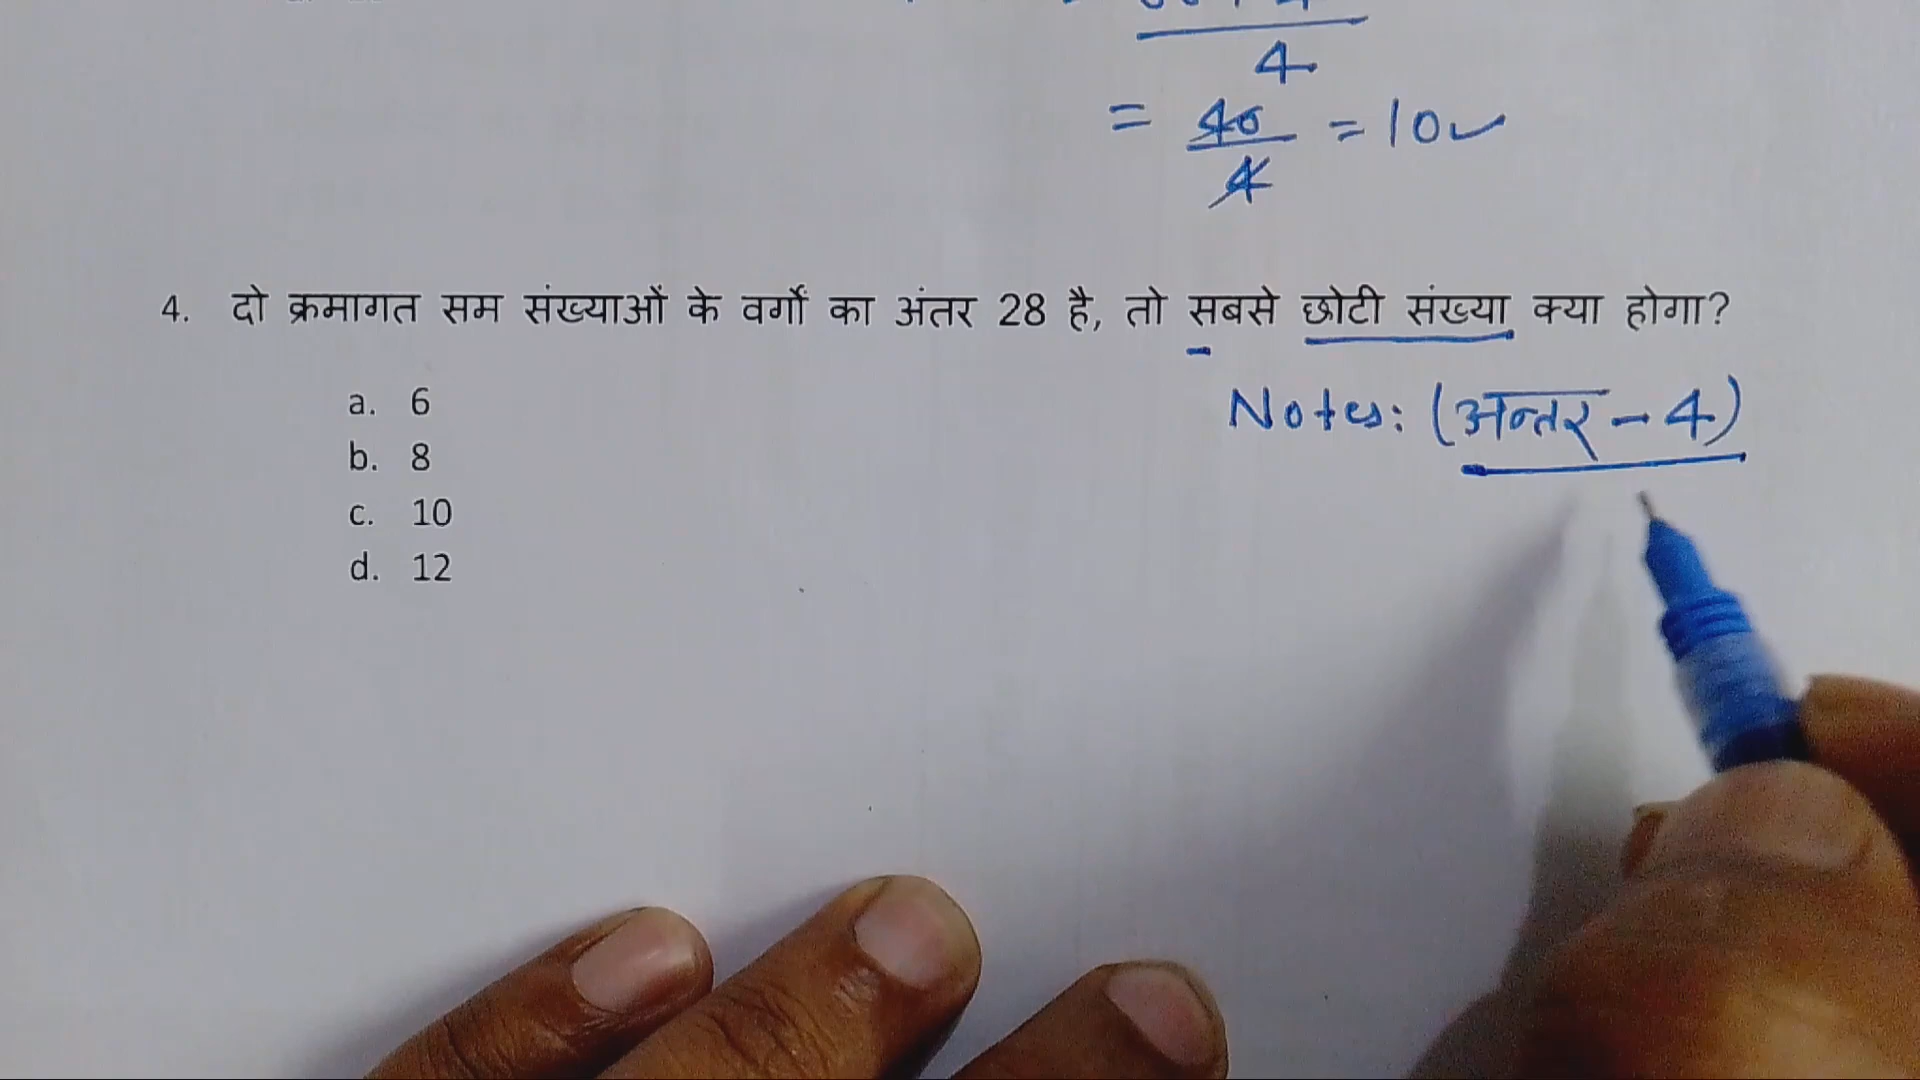 4
= 40 = 10
4
4. दो क्रमागत सम संख्याओं के वर्गों का अंतर 28 है, तो सबसे छोटी संख्या क्या होगा?
Notes: (अन्तर - 4)
a. 6
b. 8
c. 10
d. 12